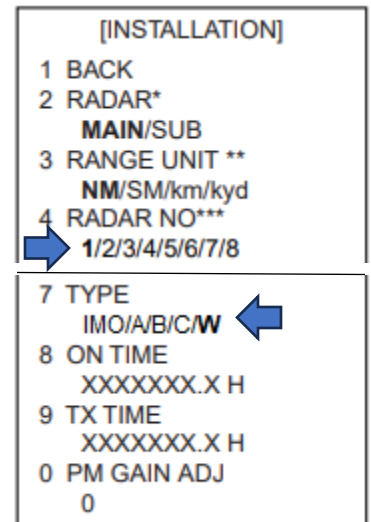 [INSTALLATION]
1 BACK
2 RADAR*
MAIN/SUB
3 RANGE UNIT **
NM/SM/km/kyd
4 RADAR NO***
1/2/3/4/5/6/7/8
7 TYPE
IMO/A/B/C/W
8 ON TIME
XXXXXXX.X H
9 TX TIME
XXXXXXX.X H
0 PM GAIN ADJ
0